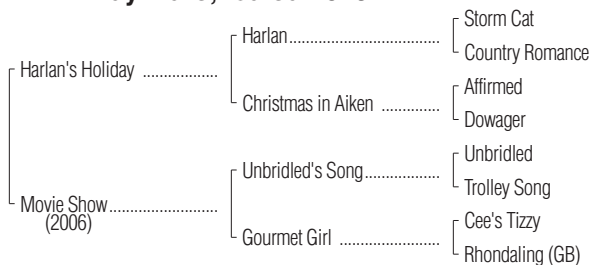 Harlan's Holiday
Movie Show
(2006)
Harlan
Christmas in Aiken
Unbridled's Song
Gourmet Girl
Storm Cat
Country Romance
Affirmed
Dowager
Unbridled
Trolley Song
Cee's Tizzy
Rhondaling (GB)